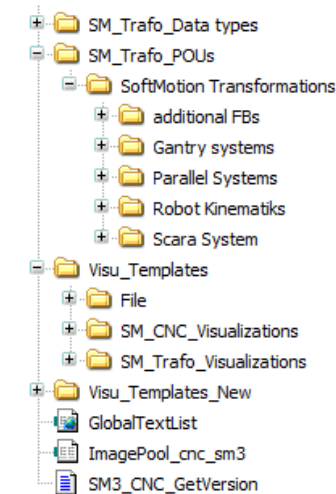 SM_Trafo_Data types
SM_Trafo_POUs
SoftMotion Transformations
additional FBs
Gantry systems
Parallel Systems
Robot Kinematiks
Scara System
Visu_Templates
File
SM_CNC_Visualizations
SM_Trafo_Visualizations
Visu_Templates_New
GlobalTextList
ImagePool_cnc_sm3
SM3_CNC_GetVersion